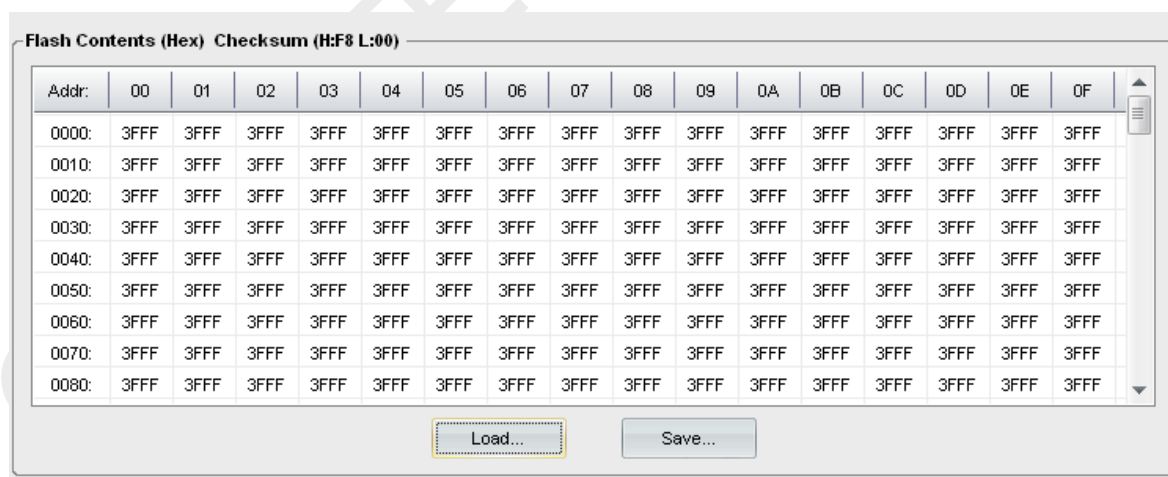 Flash Contents (Hex) Checksum (H:F8 L:00)
Addr: 00 01 02 03 04 05 06 07 08 09 0A 0B 0C 0D 0E 0F
0000: 3FFF 3FFF 3FFF 3FFF 3FFF 3FFF 3FFF 3FFF 3FFF 3FFF 3FFF 3FFF 3FFF 3FFF 3FFF 3FFF
0010: 3FFF 3FFF 3FFF 3FFF 3FFF 3FFF 3FFF 3FFF 3FFF 3FFF 3FFF 3FFF 3FFF 3FFF 3FFF 3FFF
0020: 3FFF 3FFF 3FFF 3FFF 3FFF 3FFF 3FFF 3FFF 3FFF 3FFF 3FFF 3FFF 3FFF 3FFF 3FFF 3FFF
0030: 3FFF 3FFF 3FFF 3FFF 3FFF 3FFF 3FFF 3FFF 3FFF 3FFF 3FFF 3FFF 3FFF 3FFF 3FFF 3FFF
0040: 3FFF 3FFF 3FFF 3FFF 3FFF 3FFF 3FFF 3FFF 3FFF 3FFF 3FFF 3FFF 3FFF 3FFF 3FFF 3FFF
0050: 3FFF 3FFF 3FFF 3FFF 3FFF 3FFF 3FFF 3FFF 3FFF 3FFF 3FFF 3FFF 3FFF 3FFF 3FFF 3FFF
0060: 3FFF 3FFF 3FFF 3FFF 3FFF 3FFF 3FFF 3FFF 3FFF 3FFF 3FFF 3FFF 3FFF 3FFF 3FFF 3FFF
0070: 3FFF 3FFF 3FFF 3FFF 3FFF 3FFF 3FFF 3FFF 3FFF 3FFF 3FFF 3FFF 3FFF 3FFF 3FFF 3FFF
0080: 3FFF 3FFF 3FFF 3FFF 3FFF 3FFF 3FFF 3FFF 3FFF 3FFF 3FFF 3FFF 3FFF 3FFF 3FFF 3FFF
Load... Save...